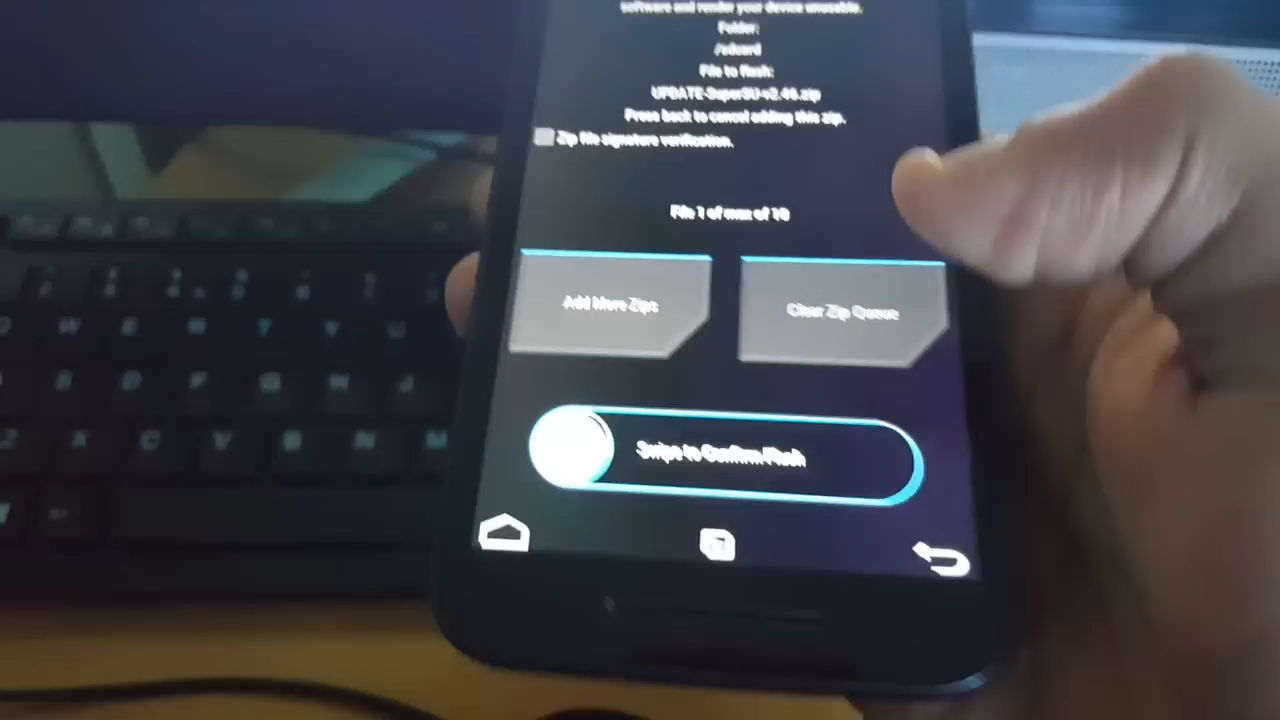 software and render your device unusable.
Folder:
/sdcard
File to flash:
UPDATE-SuperSU-v2.46.zip
Press back to cancel adding this zip.
Zip file signature verification.
File 1 of max of 10
Add More Zips
Clear Zip Queue
Swipe to Confirm Flash
W E R T Y U
D F G H J
Z X C V B N M